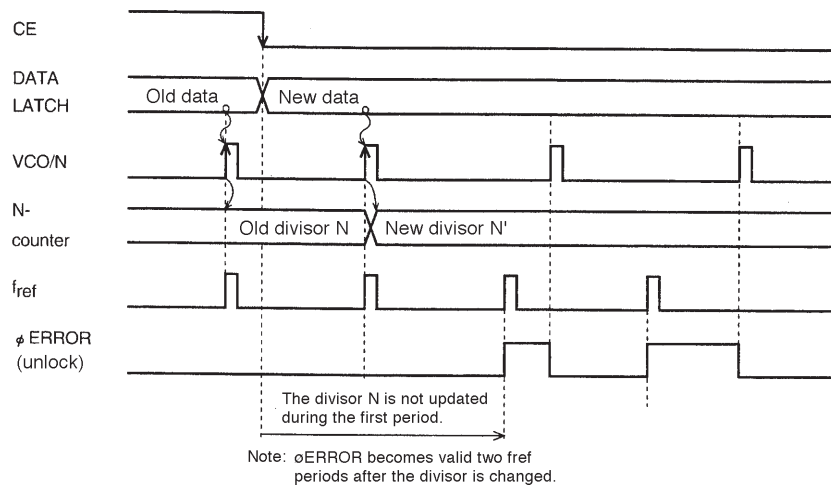 CE
DATA
LATCH
Old data
New data
VCO/N
N-
counter
Old divisor N
New divisor N'
fref
ø ERROR
(unlock)
The divisor N is not updated
during the first period.
Note: øERROR becomes valid two fref
periods after the divisor is changed.